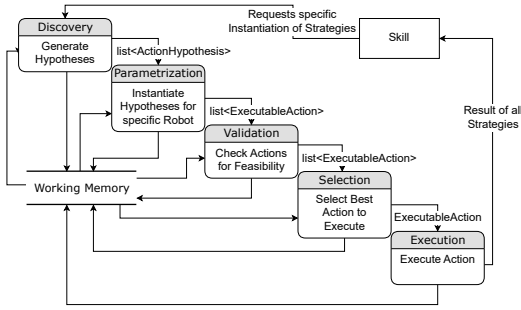 Requests specific
Instantiation of Strategies
Skill
Discovery
Generate
Hypotheses
list<ActionHypothesis>
Parametrization
Instantiate
Hypotheses for
specific Robot
list<ExecutableAction>
Result of all
Strategies
Validation
Check Actions
for Feasibility
list<ExecutableAction>
Working Memory
Selection
Select Best
Action to
Execute
ExecutableAction
Execution
Execute Action